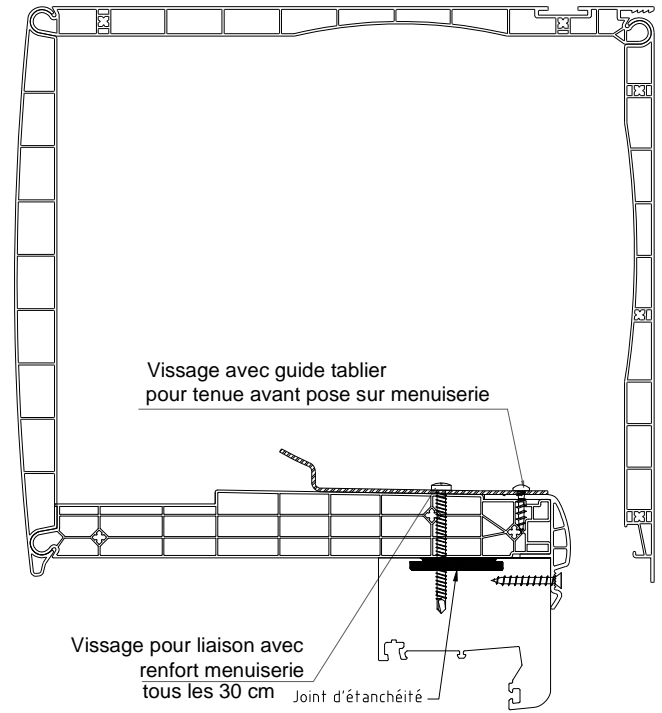 Vissage avec guide tablier
pour tenue avant pose sur menuiserie
Vissage pour liaison avec
renfort menuiserie
tous les 30 cm
Joint d'étanchéité